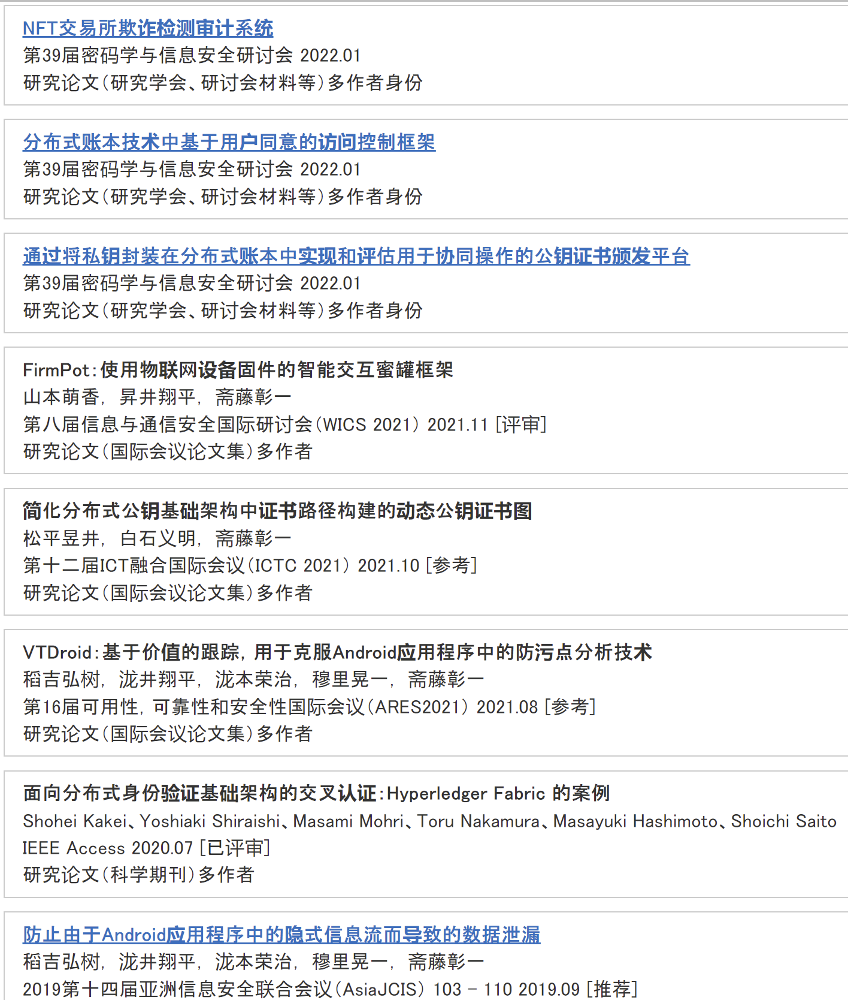 NFT交易所欺诈检测审计系统
第39届密码学与信息安全研讨会 2022.01
研究论文（研究学会、研讨会材料等）多作者身份
分布式账本技术中基于用户同意的访问控制框架
第39届密码学与信息安全研讨会 2022.01
研究论文（研究学会、研讨会材料等）多作者身份
通过将私钥封装在分布式账本中实现和评估用于协同操作的公钥证书颁发平台
第39届密码学与信息安全研讨会 2022.01
研究论文（研究学会、研讨会材料等）多作者身份
FirmPot：使用物联网设备固件的智能交互蜜罐框架
山本萌香， 昇井翔平， 斋藤彰一
第八届信息与通信安全国际研讨会（WICS 2021） 2021.11 [评审]
研究论文（国际会议论文集）多作者
简化分布式公钥基础架构中证书路径构建的动态公钥证书图
松平昱井， 白石义明， 斋藤彰一
第十二届ICT融合国际会议（ICTC 2021） 2021.10 [参考]
研究论文（国际会议论文集）多作者
VTDroid：基于价值的跟踪，用于克服Android应用程序中的防污点分析技术
稻吉弘树， 泷井翔平， 泷本荣治， 穆里晃一， 斋藤彰一
第16届可用性，可靠性和安全性国际会议（ARES2021） 2021.08 [参考]
研究论文（国际会议论文集）多作者
面向分布式身份验证基础架构的交叉认证：Hyperledger Fabric 的案例
Shohei Kakei、Yoshiaki Shiraishi、Masami Mohri、Toru Nakamura、Masayuki Hashimoto、Shoichi Saito
IEEE Access 2020.07 [已评审]
研究论文（科学期刊）多作者
防止由于Android应用程序中的隐式信息流而导致的数据泄漏
稻吉弘树， 泷井翔平， 泷本荣治， 穆里晃一， 斋藤彰一
2019第十四届亚洲信息安全联合会议（AsiaJCIS） 103 - 110 2019.09 [推荐]